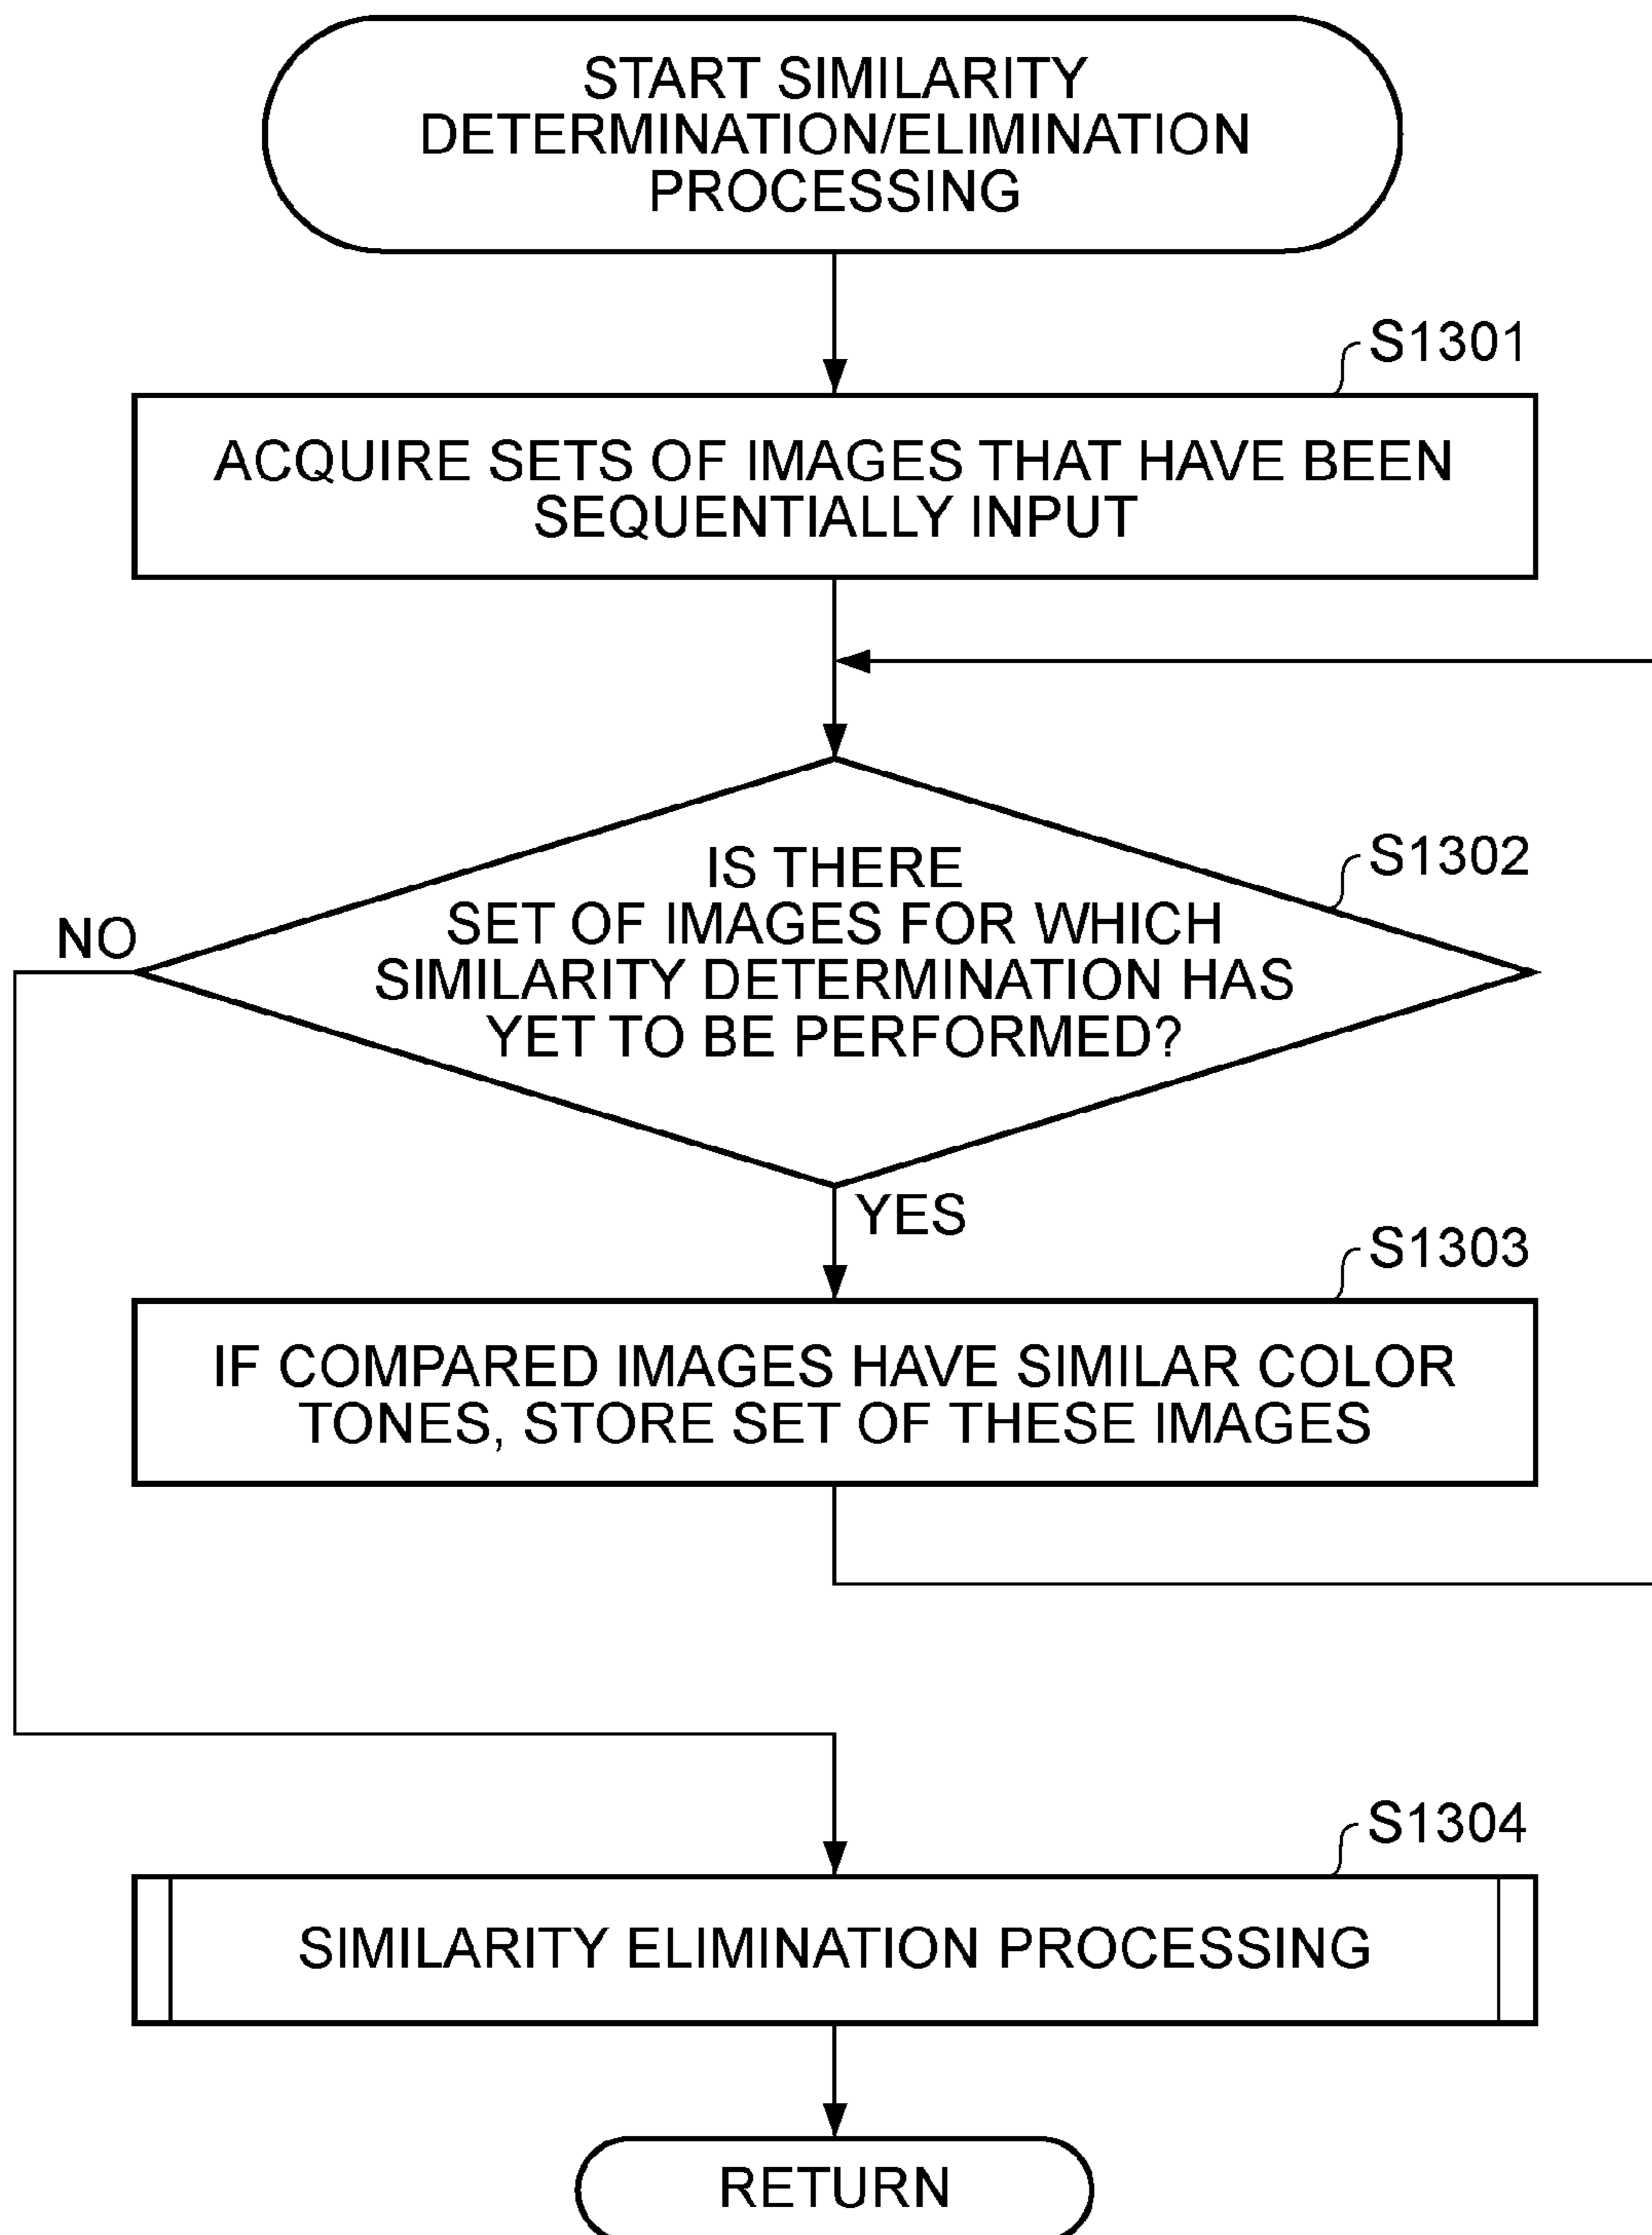 START SIMILARITY
DETERMINATION/ELIMINATION
PROCESSING
S1301
ACQUIRE SETS OF IMAGES THAT HAVE BEEN
SEQUENTIALLY INPUT
S1302
IS THERE
SET OF IMAGES FOR WHICH
SIMILARITY DETERMINATION HAS
YET TO BE PERFORMED?
NO
YES
S1303
IF COMPARED IMAGES HAVE SIMILAR COLOR
TONES, STORE SET OF THESE IMAGES
S1304
SIMILARITY ELIMINATION PROCESSING
RETURN